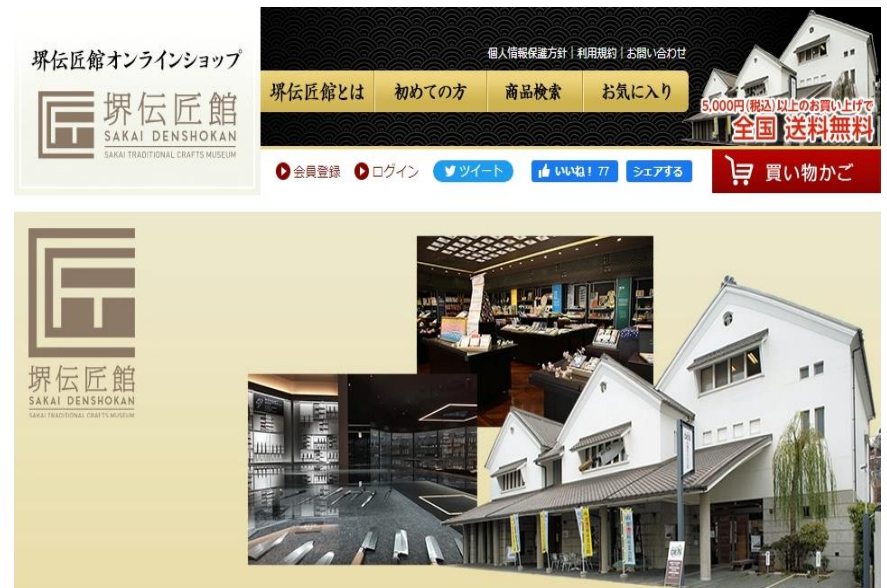 堺伝匠館オンラインショップ
堺伝匠館
SAKAI DENSHOKAN
SAKAI TRADITIONAL CRAFTS MUSEUM
個人情報保護方針 | 利用規約 | お問い合わせ
堺伝匠館とは 初めての方 商品検索 お気に入り
5,000円(税込)以上のお買い上げで
全国 送料無料
会員登録 ログイン ツイート いいね! 77 シェアする
買い物かご
堺伝匠館
SAKAI DENSHOKAN
SAKAI TRADITIONAL CRAFTS MUSEUM